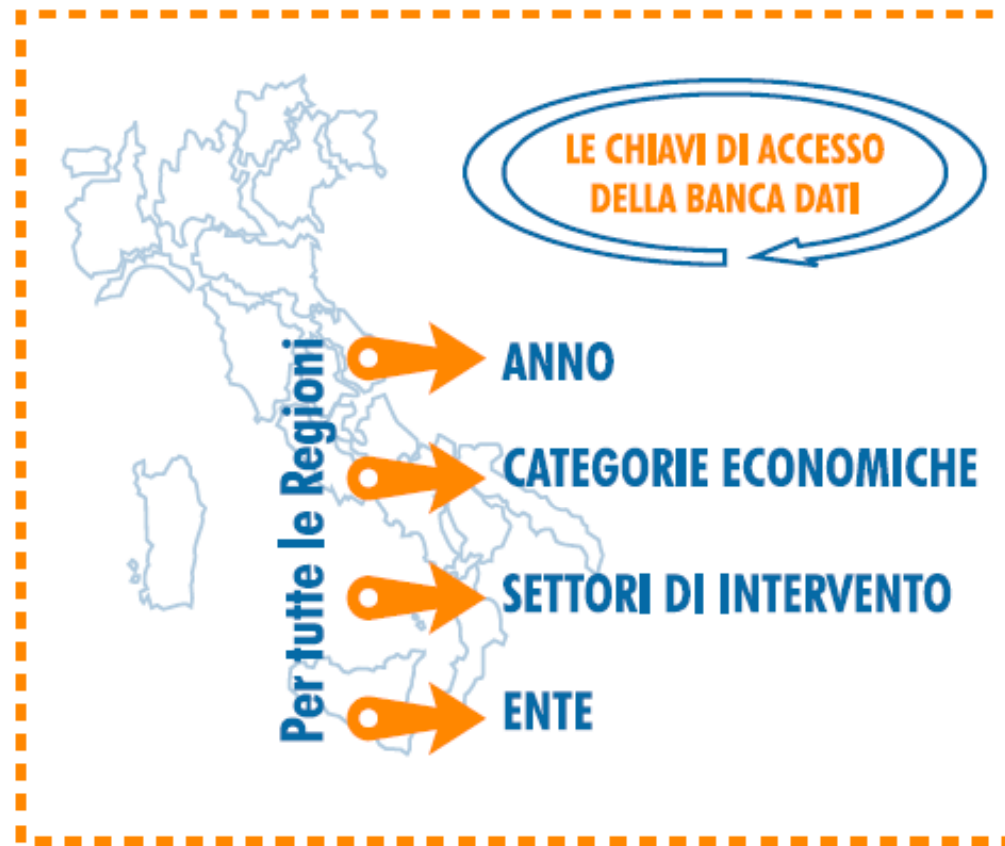 LE CHIAVI DI ACCESSO
DELLA BANCA DATI
Per tutte le Regioni
ANNO
CATEGORIE ECONOMICHE
SETTORI DI INTERVENTO
ENTE